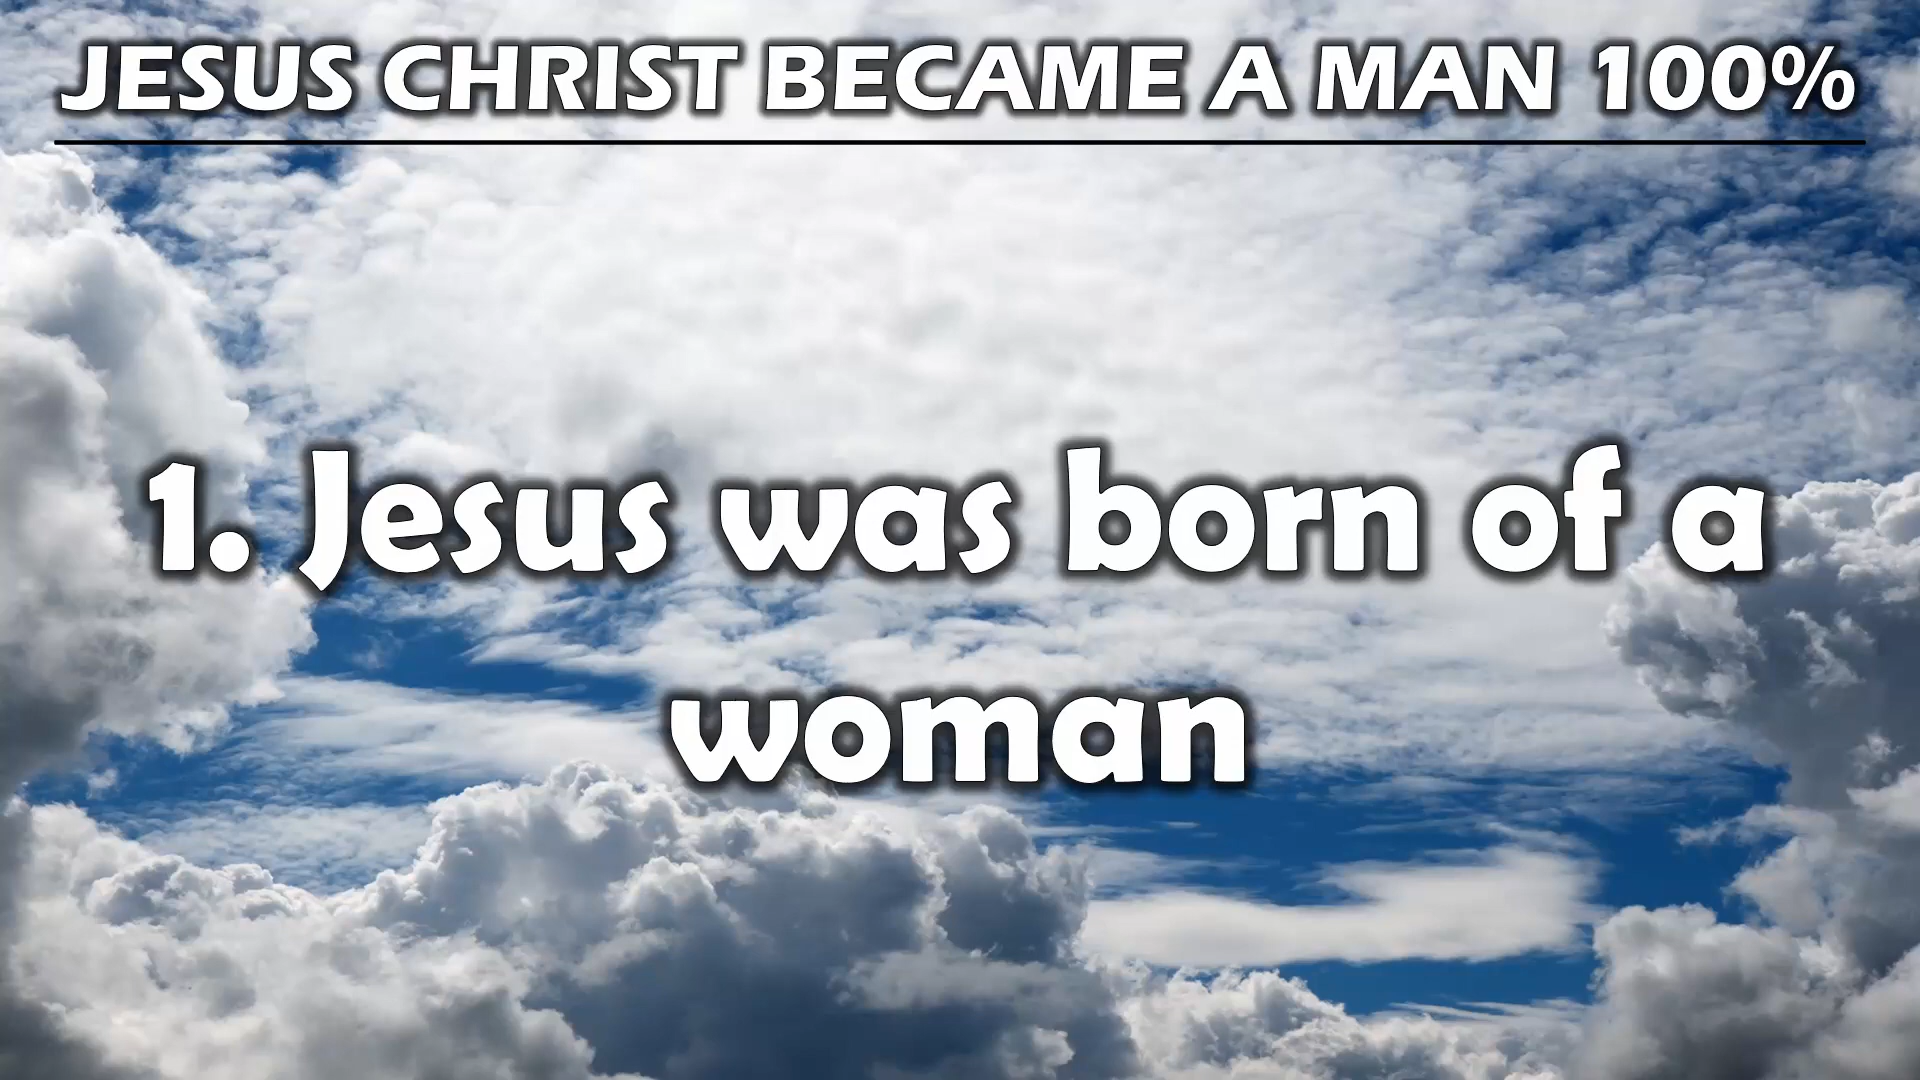 JESUS CHRIST BECAME A MAN 100%
1. Jesus was born of a
woman